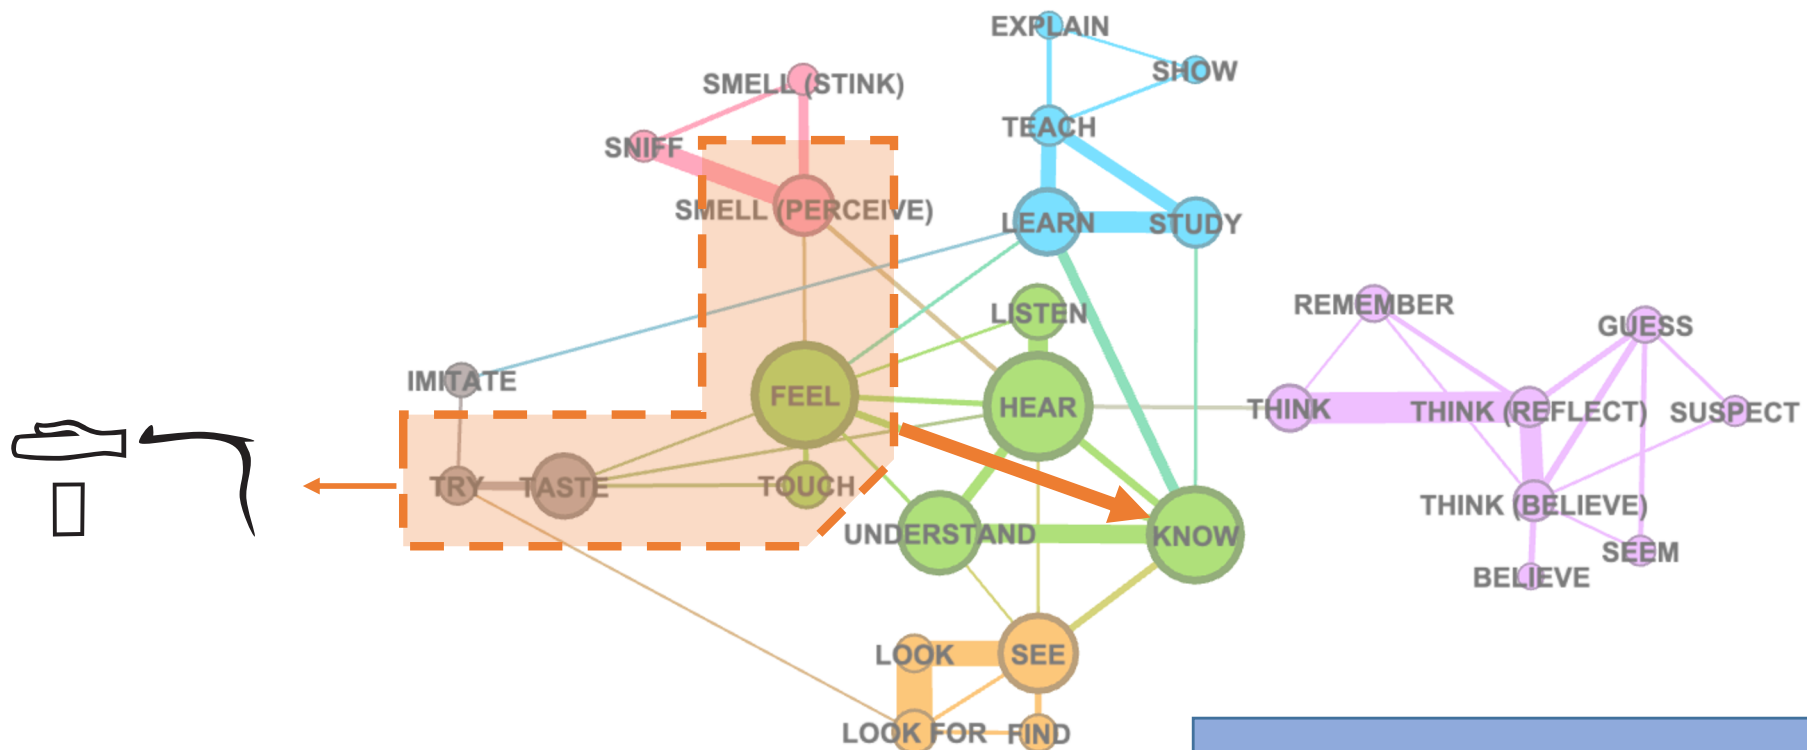 EXPLAIN
SHOW
SMELL (STINK)
TEACH
SNIFF
SMELL (PERCEIVE)
LEARN
STUDY
LISTEN
REMEMBER
GUESS
IMITATE
FEEL
HEAR
THINK
THINK (REFLECT)
SUSPECT
𓂧𓊪𓄓
TRY
TASTE
TOUCH
THINK (BELIEVE)
UNDERSTAND
KNOW
SEEM
BELIEVE
LOOK
SEE
LOOK FOR
FIND